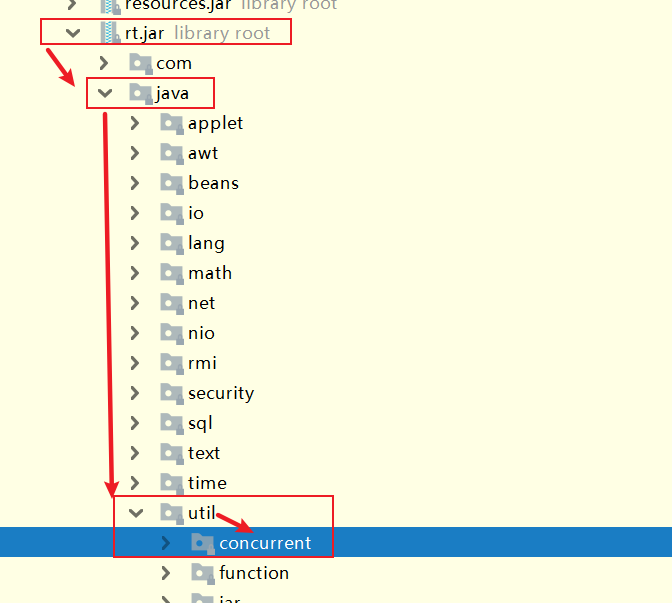 resources.jar library root
rt.jar library root
com
java
applet
awt
beans
io
lang
math
net
nio
rmi
security
sql
text
time
util
concurrent
function
jar